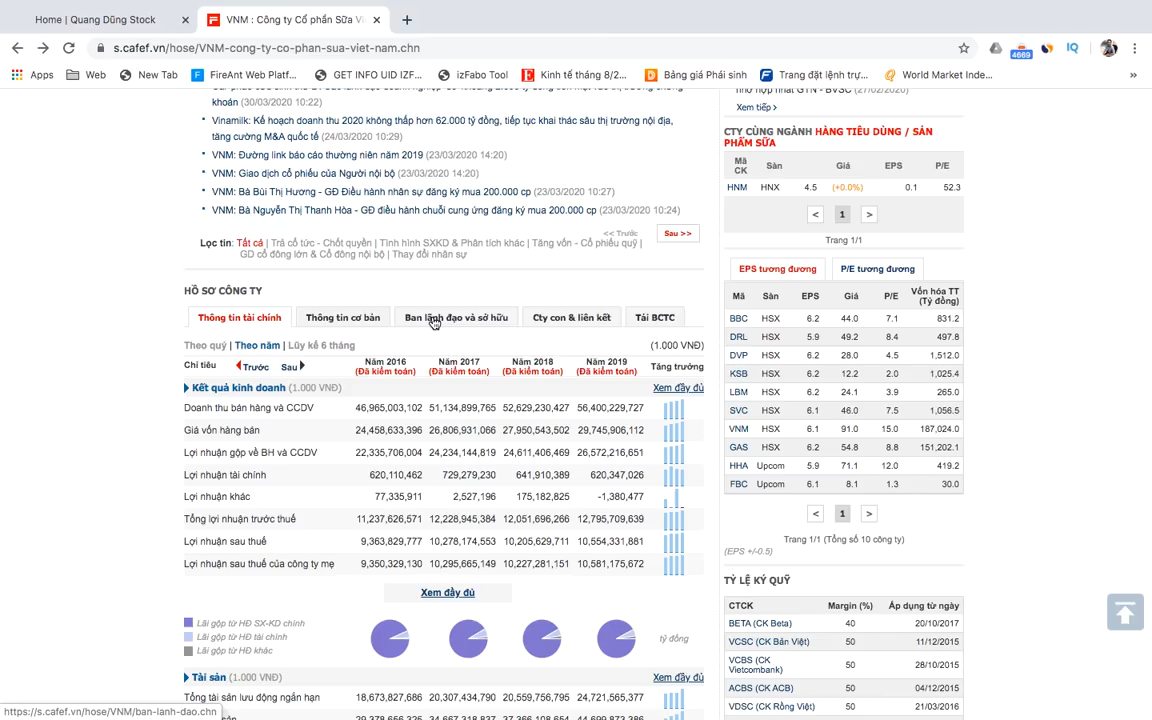 Home | Quang Dũng Stock
VNM : Công ty Cổ phần Sữa Vi
s.cafef.vn/hose/VNM-cong-ty-co-phan-sua-viet-nam.chn
4669
IQ
Apps
Web
New Tab
FireAnt Web Platf...
GET INFO UID IZF...
izFabo Tool
Kinh tế tháng 8/2...
Bảng giá Phái sinh
Trang đặt lệnh trự...
World Market Inde...
»
khoán (30/03/2020 10:22)
Vinamilk: Kế hoạch doanh thu 2020 không thấp hơn 62.000 tỷ đồng, tiếp tục khai thác sâu thị trường nội địa,
tăng cường M&A quốc tế (24/03/2020 10:29)
VNM: Đường link báo cáo thường niên năm 2019 (23/03/2020 14:20)
VNM: Giao dịch cổ phiếu của Người nội bộ (23/03/2020 14:20)
VNM: Bà Bùi Thị Hương - GĐ Điều hành nhân sự đăng ký mua 200.000 cp (23/03/2020 10:27)
VNM: Bà Nguyễn Thị Thanh Hòa - GĐ điều hành chuỗi cung ứng đăng ký mua 200.000 cp (23/03/2020 10:24)
<< Trước
Sau >>
Lọc tin: Tất cả | Trả cổ tức - Chốt quyền | Tình hình SXKD & Phân tích khác | Tăng vốn - Cổ phiếu quỹ |
GD cổ đông lớn & Cổ đông nội bộ | Thay đổi nhân sự
HỒ SƠ CÔNG TY
Thông tin tài chính
Thông tin cơ bản
Ban lãnh đạo và sở hữu
Cty con & liên kết
Tải BCTC
Theo quý | Theo năm | Lũy kế 6 tháng
(1.000 VNĐ)
Chỉ tiêu Trước Sau Năm 2016 Năm 2017 Năm 2018 Năm 2019 Tăng trưởng
(Đã kiểm toán) (Đã kiểm toán) (Đã kiểm toán) (Đã kiểm toán)
Kết quả kinh doanh (1.000 VNĐ) Xem đầy đủ
Doanh thu bán hàng và CCDV 46,965,003,102 51,134,899,765 52,629,230,427 56,400,229,727
Giá vốn hàng bán 24,458,633,396 26,806,931,066 27,950,543,502 29,745,906,112
Lợi nhuận gộp về BH và CCDV 22,335,706,004 24,234,144,819 24,611,406,469 26,572,216,651
Lợi nhuận tài chính 620,110,462 729,279,230 641,910,389 620,347,026
Lợi nhuận khác 77,335,911 2,527,196 175,182,825 -1,380,477
Tổng lợi nhuận trước thuế 11,237,626,571 12,228,945,384 12,051,696,266 12,795,709,639
Lợi nhuận sau thuế 9,363,829,777 10,278,174,553 10,205,629,711 10,554,331,881
Lợi nhuận sau thuế của công ty mẹ 9,350,329,130 10,295,665,149 10,227,281,151 10,581,175,672
Xem đầy đủ
Lãi gộp từ HĐ SX-KD chính
Lãi gộp từ HĐ tài chính
Lãi gộp từ HĐ khác
tỷ đồng
Tài sản (1.000 VNĐ) Xem đầy đủ
Tổng tài sản lưu động ngắn hạn 18,673,827,686 20,307,434,790 20,559,756,795 24,721,565,377
https://s.cafef.vn/hose/VNM/ban-lanh-dao.chn
nhờ hợp nhất GTN - BVSC (27/02/2020)
Xem tiếp >
CTY CÙNG NGÀNH HÀNG TIÊU DÙNG / SẢN
PHẨM SỮA
Mã CK Sàn Giá EPS P/E
HNM HNX 4.5 (+0.0%) 0.1 52.3
< 1 >
Trang 1/1
EPS tương đương
P/E tương đương
Mã Sàn EPS Giá P/E Vốn hóa TT (Tỷ đồng)
BBC HSX 6.2 44.0 7.1 831.2
DRL HSX 5.9 49.2 8.4 497.8
DVP HSX 6.2 28.0 4.5 1,512.0
KSB HSX 6.2 12.2 2.0 1,025.4
LBM HSX 6.2 24.1 3.9 265.0
SVC HSX 6.1 46.0 7.5 1,056.5
VNM HSX 6.1 91.0 15.0 187,024.0
GAS HSX 6.2 54.8 8.8 151,202.1
HHA Upcom 5.9 71.1 12.0 419.2
FBC Upcom 6.1 8.1 1.3 30.0
< 1 >
Trang 1/1 (Tổng số 10 công ty)
(EPS +/-0.5)
TỶ LỆ KÝ QUỸ
CTCK Margin (%) Áp dụng từ ngày
BETA (CK Beta) 40 20/10/2017
VCSC (CK Bản Việt) 50 11/12/2015
VCBS (CK Vietcombank) 50 28/10/2015
ACBS (CK ACB) 50 04/12/2015
VDSC (CK Rồng Việt) 50 21/03/2016